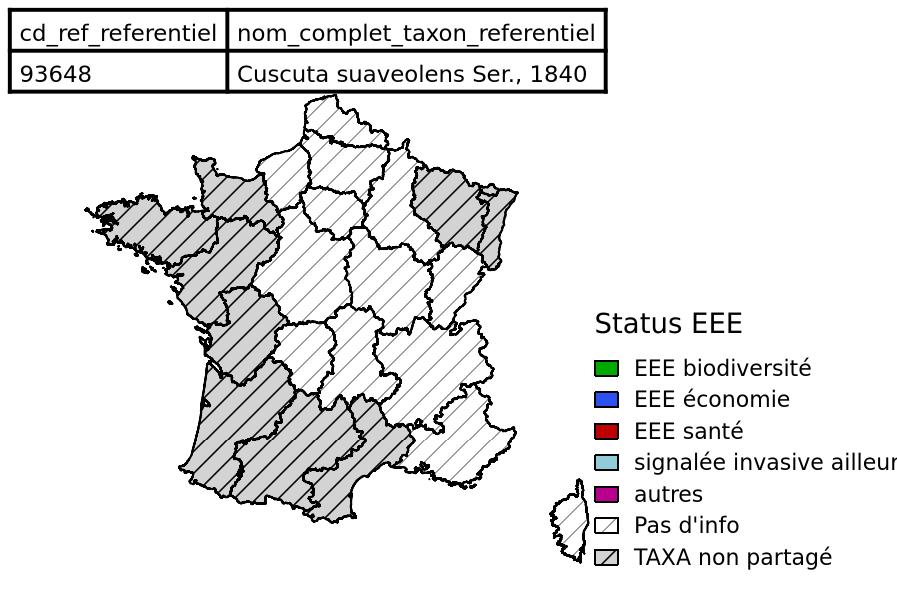 cd_ref_referentiel nom_complet_taxon_referentiel
93648 Cuscuta suaveolens Ser., 1840
Status EEE
EEE biodiversité
EEE économie
EEE santé
signalée invasive ailleur
autres
Pas d'info
TAXA non partagé